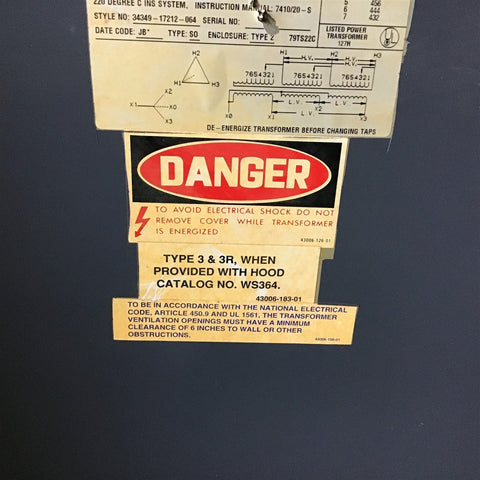 220 DEGREE C INS SYSTEM. INSTRUCTION MANUAL: 7410/20-S
5 456
6 444
7 432
STYLE NO: 34349-17212-064 SERIAL NO:
DATE CODE: JB* TYPE: SO ENCLOSURE: TYPE 2 79TS22C
LISTED POWER
TRANSFORMER
127H
UL
H2
H1
H3
X1
X2
X0
X3
H1 H.V. H2 H.V. H3
H.V.
7654321 7654321 7654321
L.V. L.V.
X0 X1 L.V. X2 X3
DE-ENERGIZE TRANSFORMER BEFORE CHANGING TAPS
DANGER
TO AVOID ELECTRICAL SHOCK DO NOT
REMOVE COVER WHILE TRANSFORMER
IS ENERGIZED
43006-126-01
TYPE 3 & 3R, WHEN
PROVIDED WITH HOOD
CATALOG NO. WS364.
43006-183-01
TO BE IN ACCORDANCE WITH THE NATIONAL ELECTRICAL
CODE, ARTICLE 450.9 AND UL 1561, THE TRANSFORMER
VENTILATION OPENINGS MUST HAVE A MINIMUM
CLEARANCE OF 6 INCHES TO WALL OR OTHER
OBSTRUCTIONS.